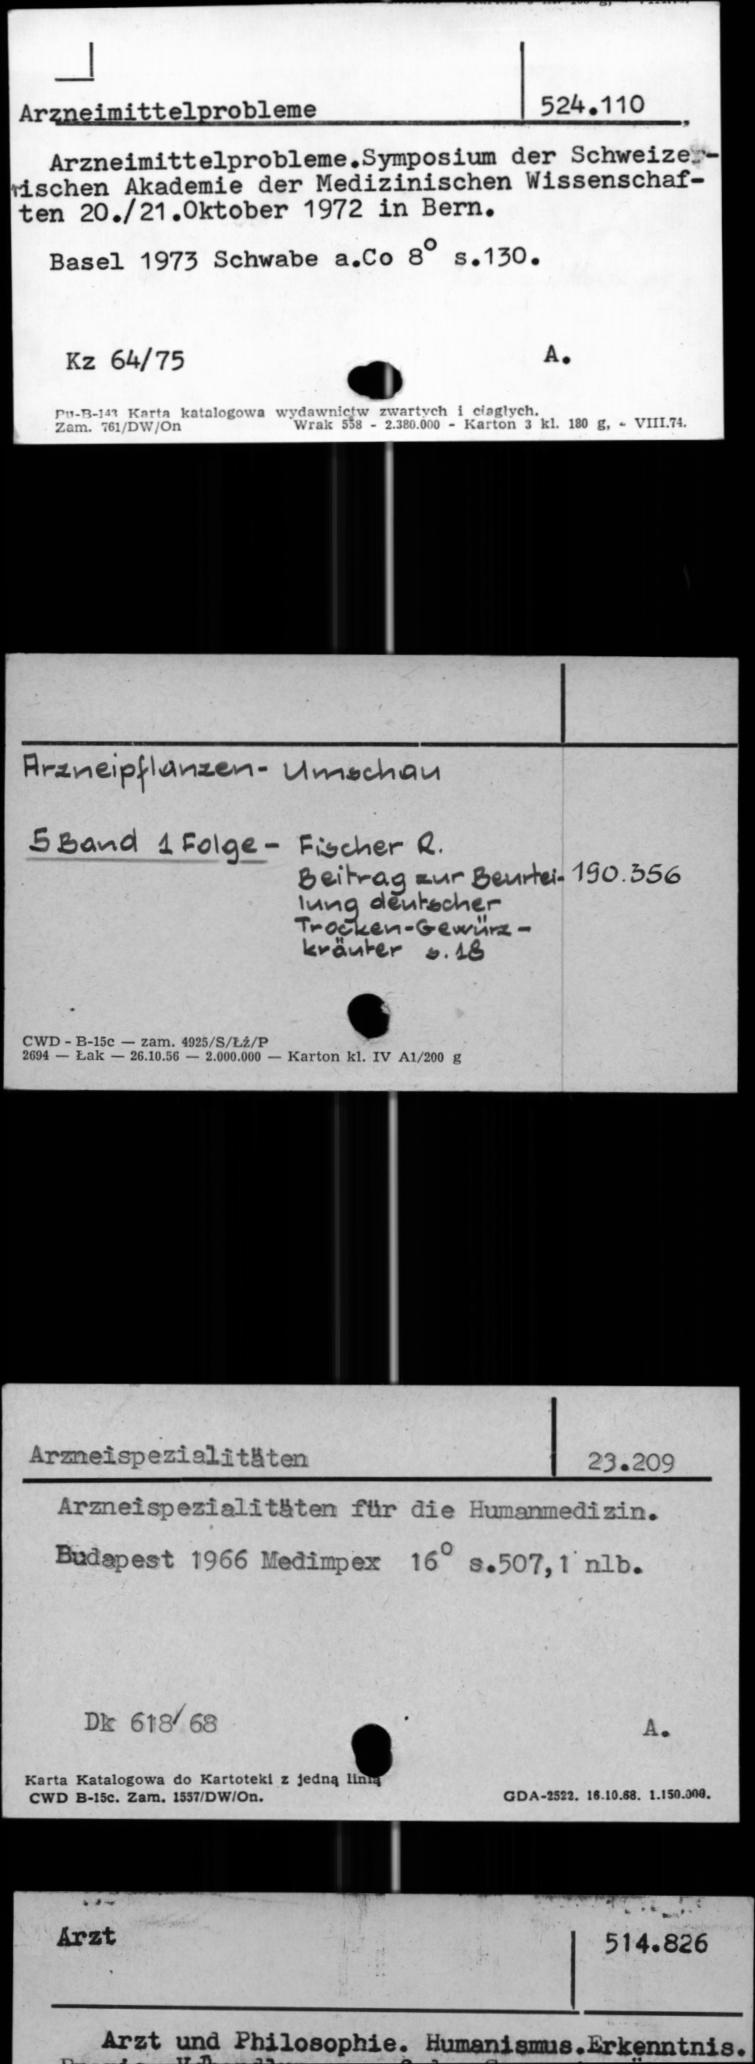 Arzneimittelprobleme 524.110
Arzneimittelprobleme.Symposium der Schweizer-
rischen Akademie der Medizinischen Wissenschaf-
ten 20./21.Oktober 1972 in Bern.
Basel 1973 Schwabe a.Co 8° s.130.
Kz 64/75 A.
Pu-B-143 Karta katalogowa wydawnictw zwartych i ciągłych.
Zam. 761/DW/On Wrak 558 - 2.380.000 - Karton 3 kl. 180 g, - VIII.74.
Arzneipflanzen- Umschau
5 Band 1 Folge - Fischer R.
Beitrag zur Beurtei- 190.356
lung deutscher
Trocken-Gewürz-
kräuter s.18
CWD - B-15c — zam. 4925/S/Łź/P
2694 — Łak — 26.10.56 — 2.000.000 — Karton kl. IV A1/200 g
Arzneispezialitäten 23.209
Arzneispezialitäten für die Humanmedizin.
Budapest 1966 Medimpex 16° s.507,1 nlb.
Dk 618/68 A.
Karta Katalogowa do Kartoteki z jedną linią
CWD B-15c. Zam. 1557/DW/On. GDA-2522. 16.10.68. 1.150.000.
Arzt 514.826
Arzt und Philosophie. Humanismus.Erkenntnis.